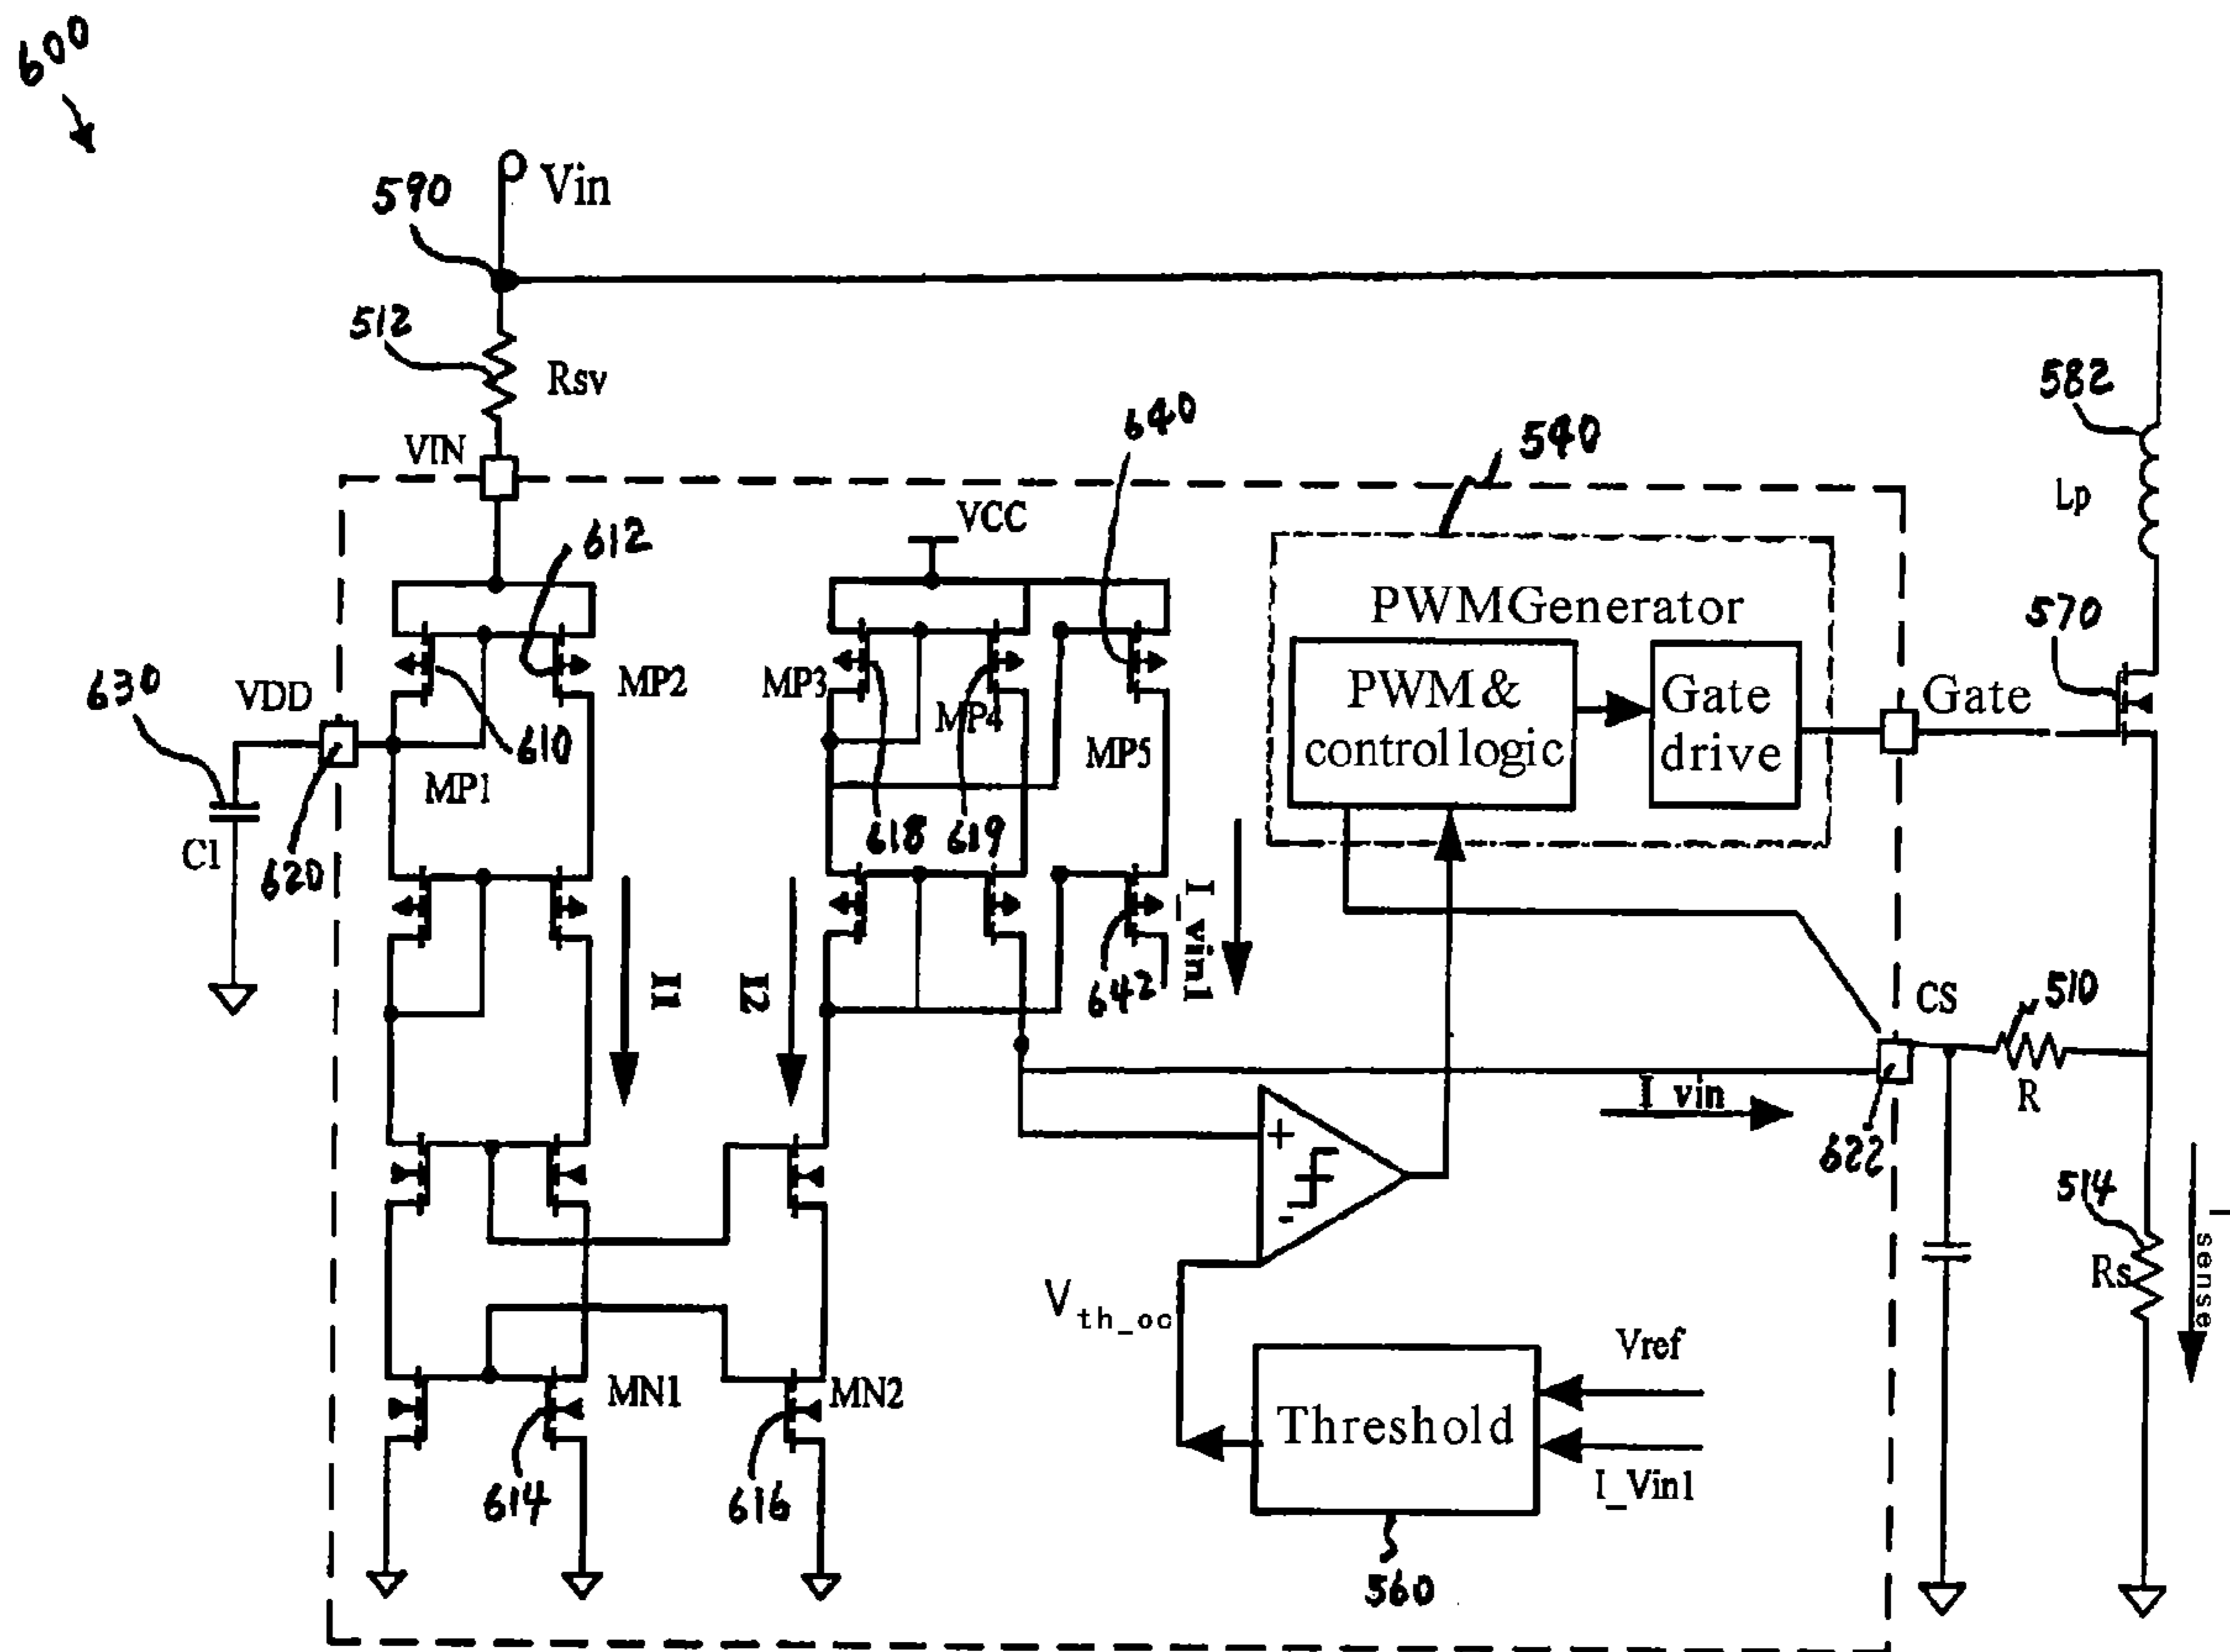 600
Vin
590
512
Rsv
VIN
640
540
582
Lp
VCC
612
PWMGenerator
570
630
VDD
MP2
MP3
MP4
PWM &
control logic
Gate
drive
Gate
610
MP1
MP5
C1
620
618
619
I1
I2
I_vin1
642
CS
510
R
I_vin
622
+
-
514
Rs
I_sense
Vth_oc
Vref
Threshold
I_Vin1
MN1
MN2
614
616
560